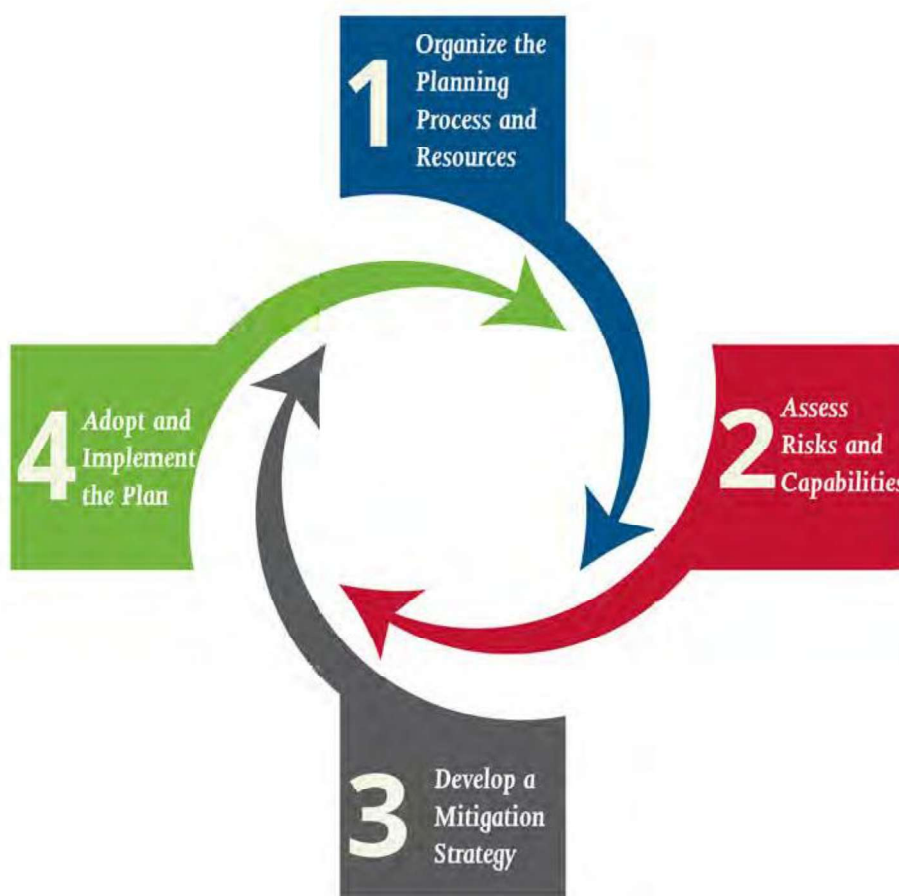 1
Organize the
Planning
Process and
Resources
2
Assess
Risks and
Capabilities
3
Develop a
Mitigation
Strategy
4
Adopt and
Implement
the Plan